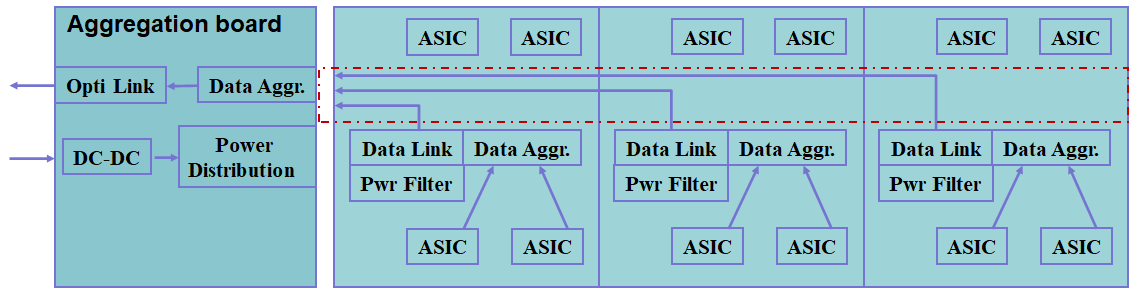 Aggregation board
Opti Link
Data Aggr.
DC-DC
Power
Distribution
ASIC
ASIC
Data Link
Data Aggr.
Pwr Filter
ASIC
ASIC
ASIC
ASIC
Data Link
Data Aggr.
Pwr Filter
ASIC
ASIC
ASIC
ASIC
Data Link
Data Aggr.
Pwr Filter
ASIC
ASIC